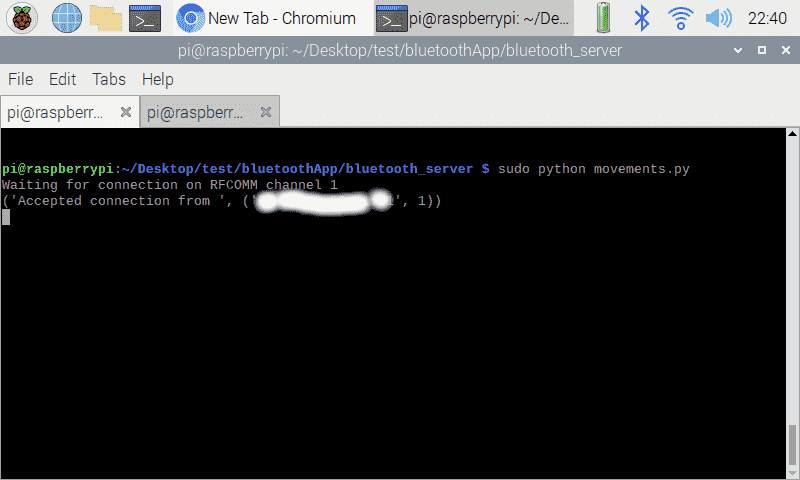 New Tab - Chromium
pi@raspberrypi: ~/De...
22:40
pi@raspberrypi: ~/Desktop/test/bluetoothApp/bluetooth_server
File Edit Tabs Help
pi@raspberr... pi@raspberr...
pi@raspberrypi:~/Desktop/test/bluetoothApp/bluetooth_server $ sudo python movements.py
Waiting for connection on RFCOMM channel 1
('Accepted connection from ', (' ', 1))